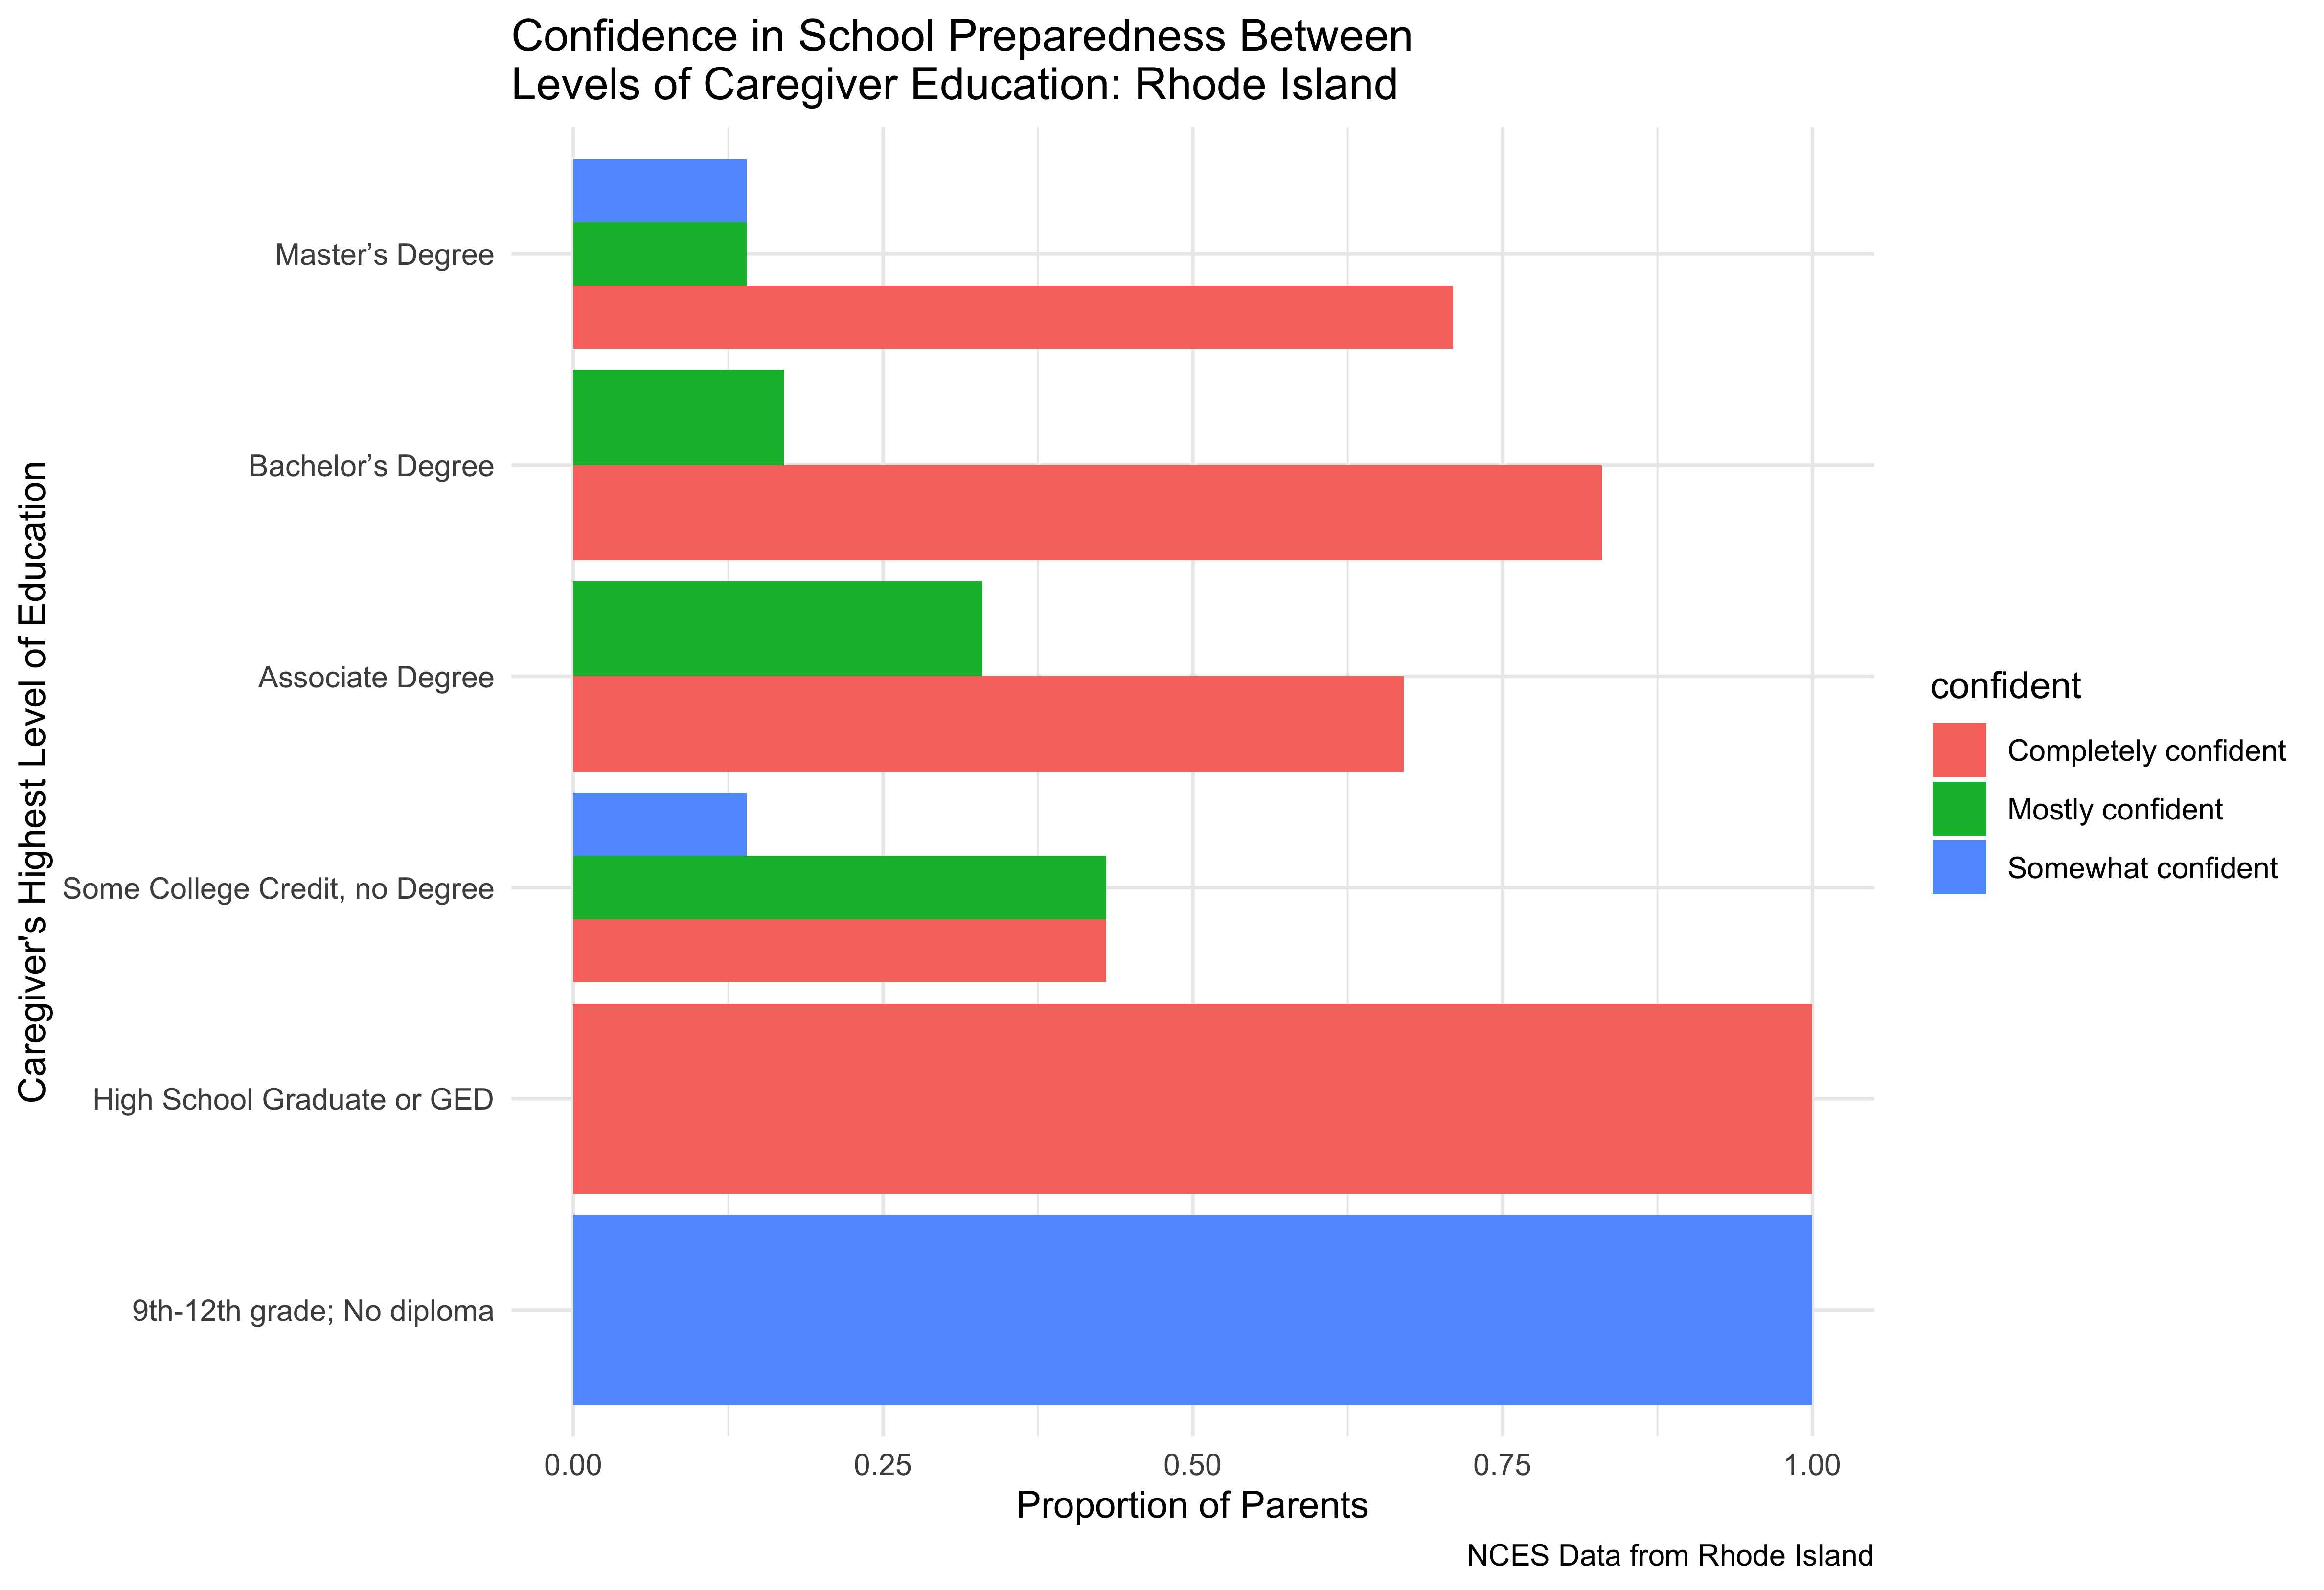 Confidence in School Preparedness Between
Levels of Caregiver Education: Rhode Island
Caregiver's Highest Level of Education
Master’s Degree
Bachelor’s Degree
Associate Degree
Some College Credit, no Degree
High School Graduate or GED
9th-12th grade; No diploma
0.00
0.25
0.50
0.75
1.00
Proportion of Parents
confident
Completely confident
Mostly confident
Somewhat confident
NCES Data from Rhode Island